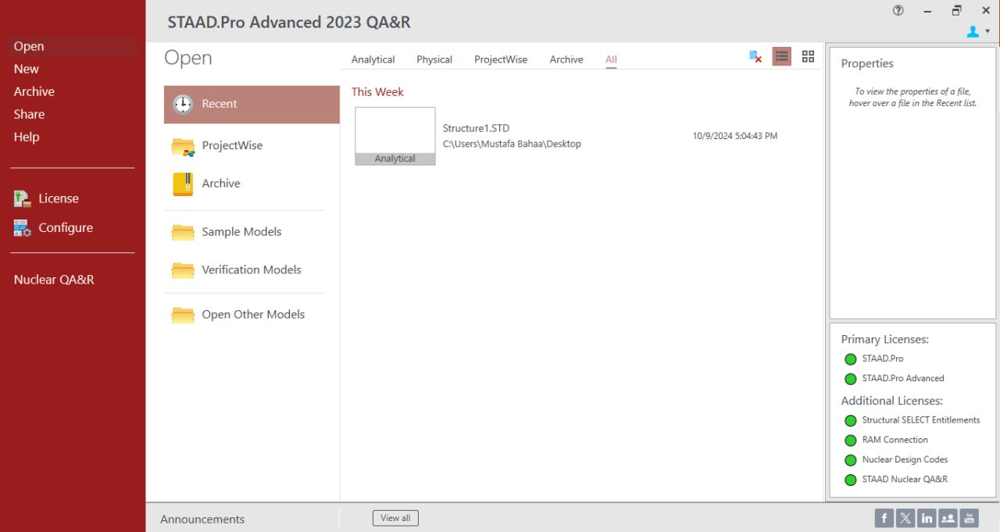 STAAD.Pro Advanced 2023 QA&R
Open
New
Archive
Share
Help
License
Configure
Nuclear QA&R
Open
Recent
ProjectWise
Archive
Sample Models
Verification Models
Open Other Models
Analytical Physical ProjectWise Archive All
This Week
Structure1.STD
C:\Users\Mustafa Bahaa\Desktop
10/9/2024 5:04:43 PM
Analytical
Properties
To view the properties of a file,
hover over a file in the Recent list.
Primary Licenses:
STAAD.Pro
STAAD.Pro Advanced
Additional Licenses:
Structural SELECT Entitlements
RAM Connection
Nuclear Design Codes
STAAD Nuclear QA&R
Announcements
View all